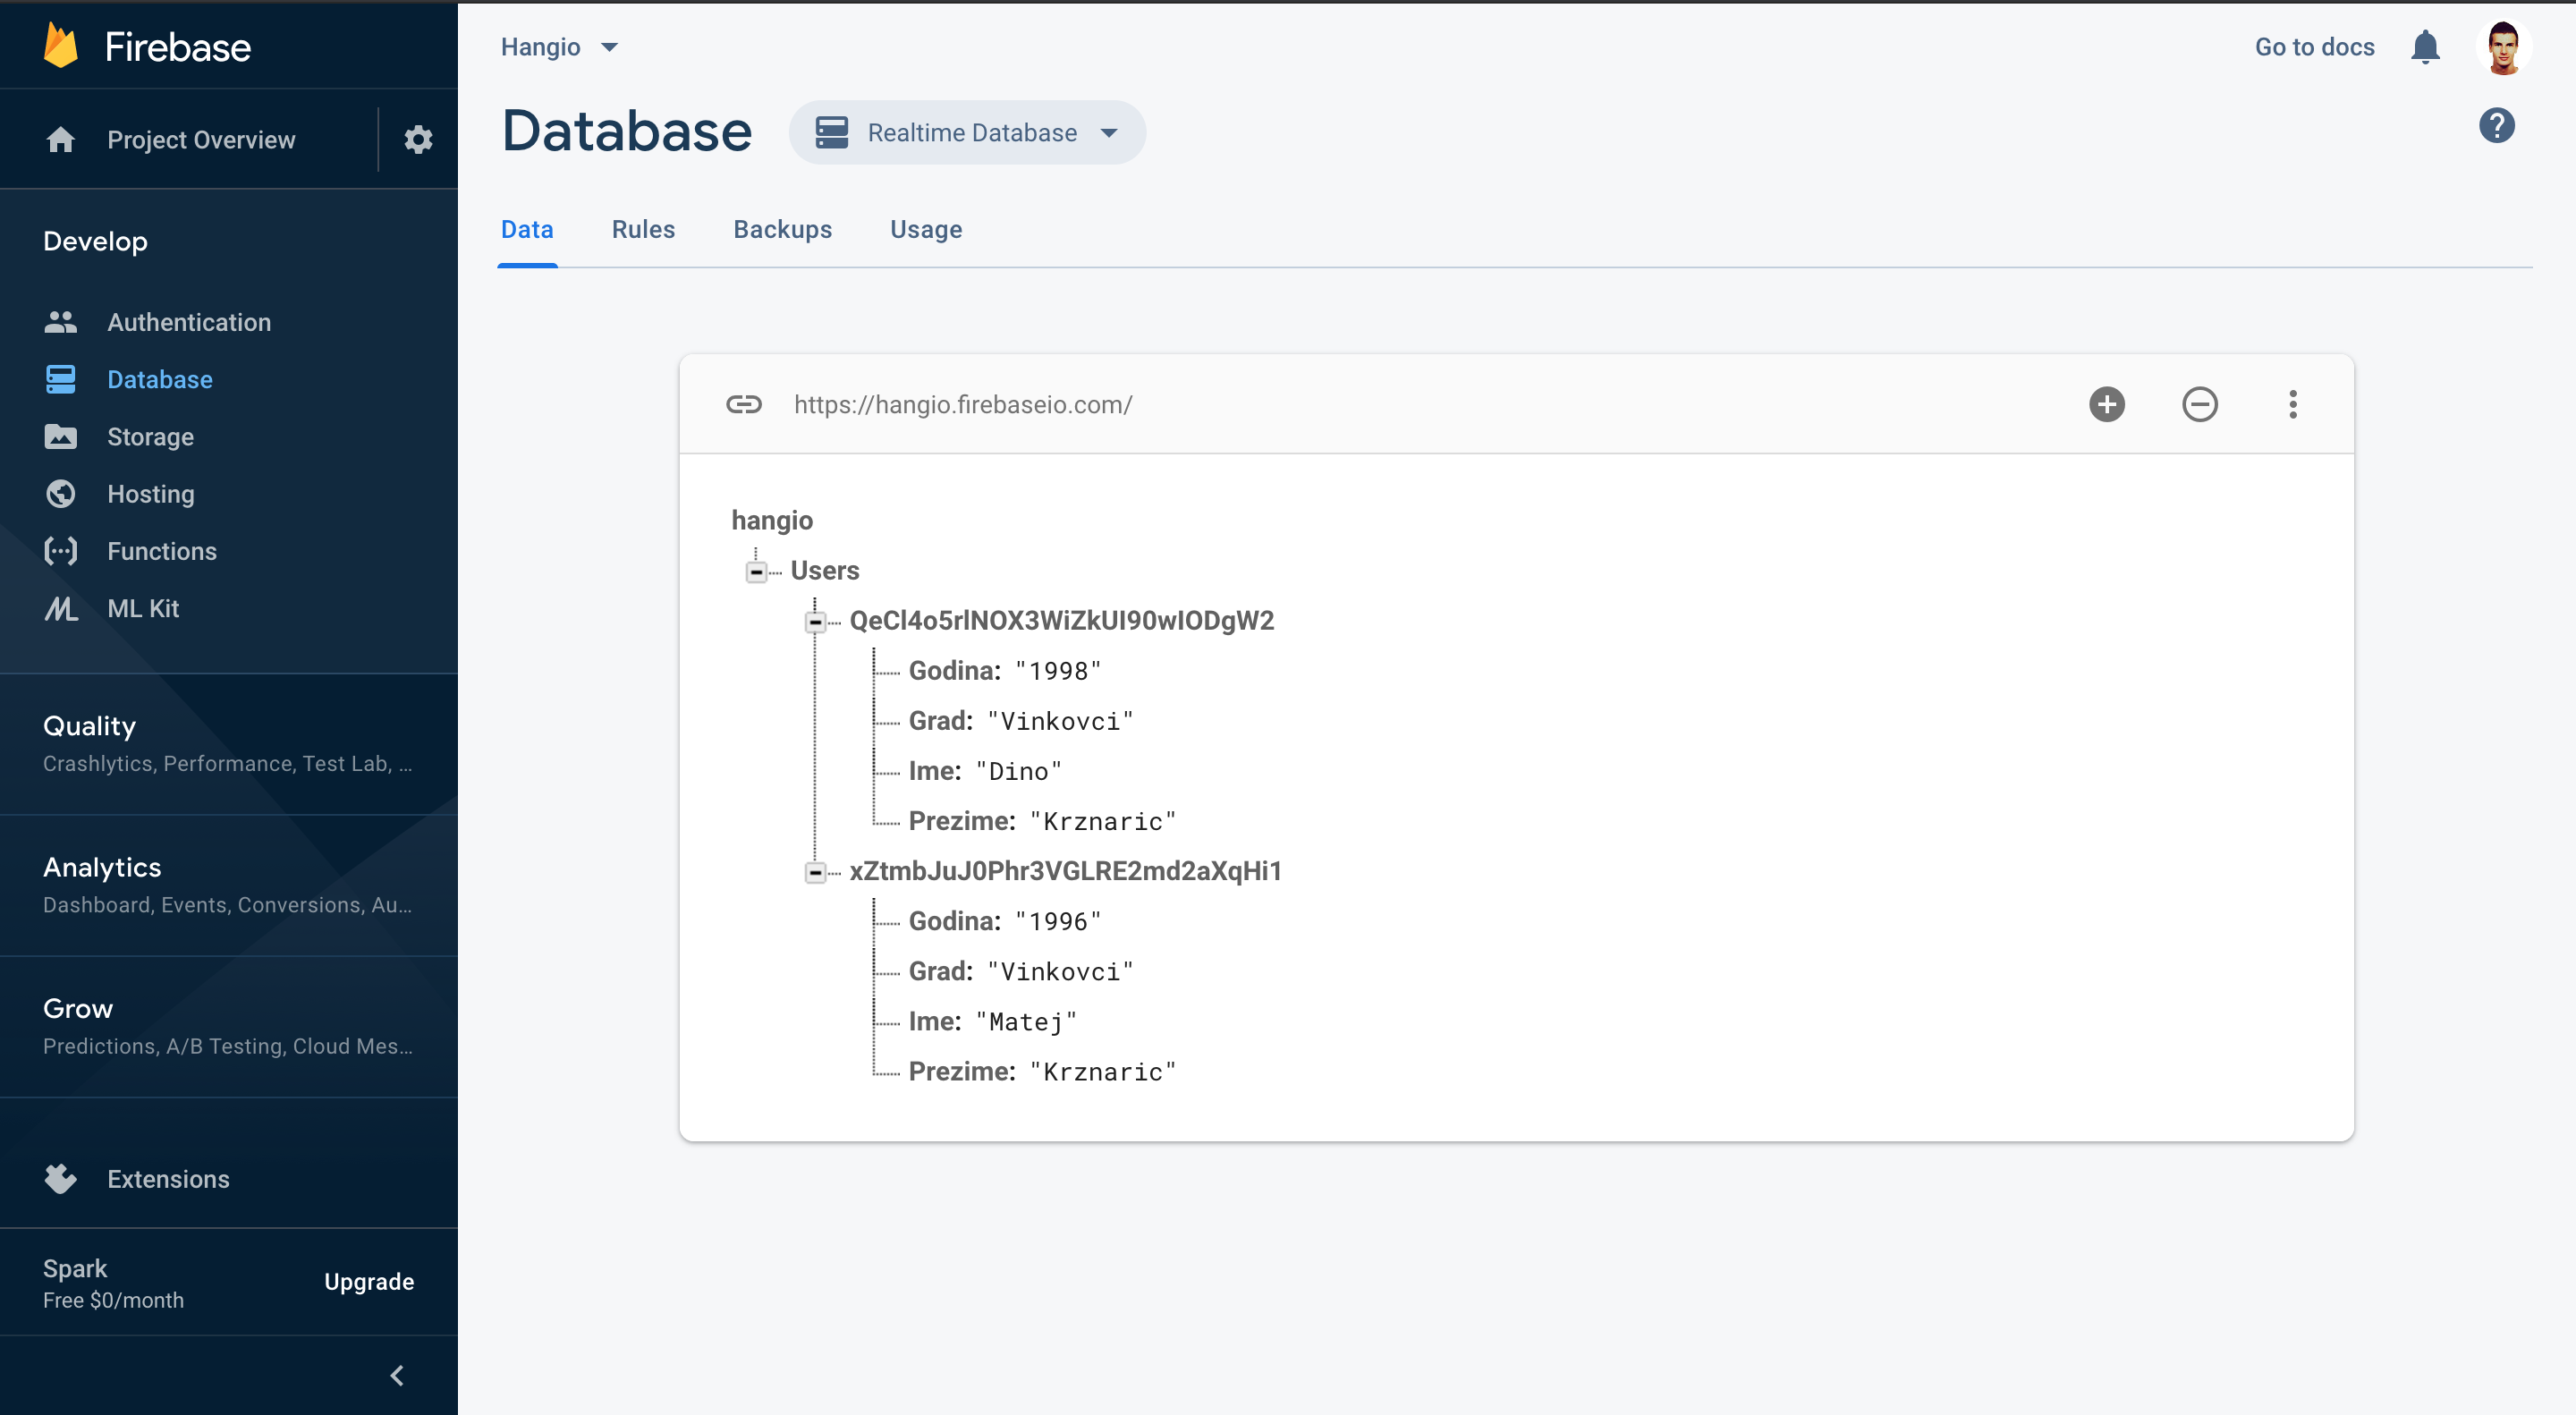 Firebase
Project Overview
Develop
Authentication
Database
Storage
Hosting
Functions
ML Kit
Quality
Crashlytics, Performance, Test Lab, ...
Analytics
Dashboard, Events, Conversions, Au...
Grow
Predictions, A/B Testing, Cloud Mes...
Extensions
Spark
Free $0/month
Upgrade
Hangio
Go to docs
Database
Realtime Database
Data Rules Backups Usage
https://hangio.firebaseio.com/
hangio
Users
QeCl4o5rlNOX3WiZkUI90wIODgW2
Godina: "1998"
Grad: "Vinkovci"
Ime: "Dino"
Prezime: "Krznaric"
xZtmbJuJ0Phr3VGLRE2md2aXqHi1
Godina: "1996"
Grad: "Vinkovci"
Ime: "Matej"
Prezime: "Krznaric"